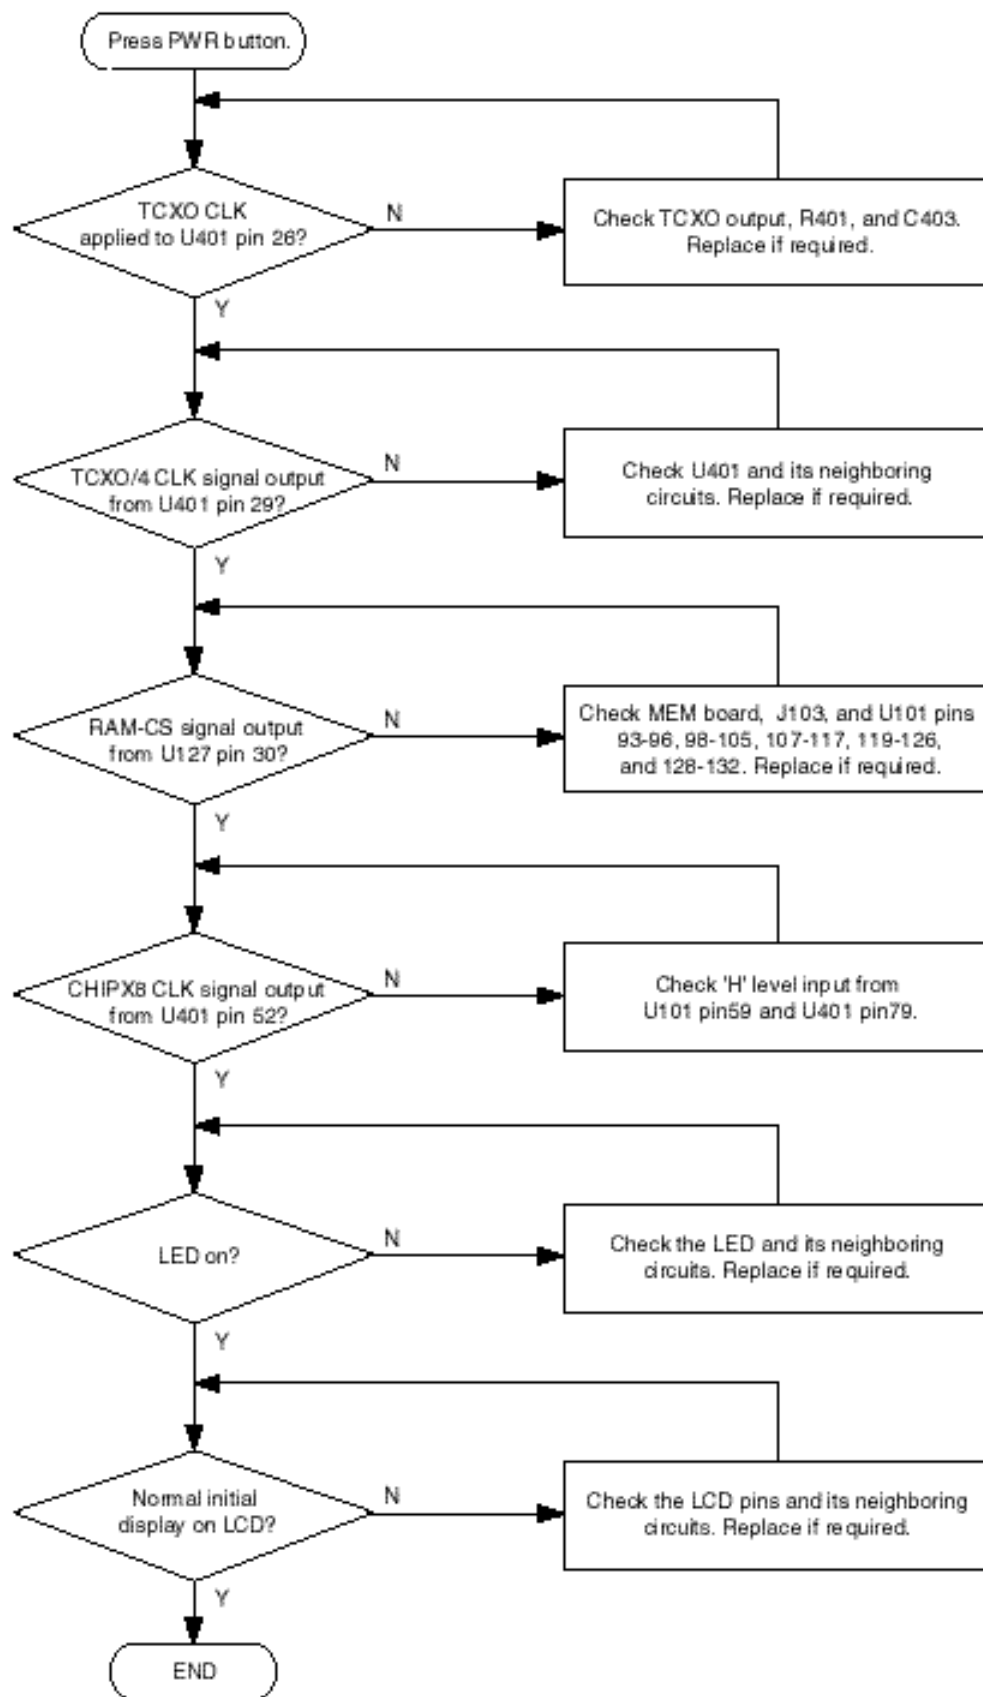 Press PWR button.
TCXO CLK
applied to U401 pin 26?
N
Check TCXO output, R401, and C403.
Replace if required.
Y
TCXO/4 CLK signal output
from U401 pin 29?
N
Check U401 and its neighboring
circuits. Replace if required.
Y
RAM-CS signal output
from U127 pin 30?
N
Check MEM board, J103, and U101 pins
93-96, 98-105, 107-117, 119-126,
and 128-132. Replace if required.
Y
CHIPX8 CLK signal output
from U401 pin 52?
N
Check 'H' level input from
U101 pin59 and U401 pin79.
Y
LED on?
N
Check the LED and its neighboring
circuits. Replace if required.
Y
Normal initial
display on LCD?
N
Check the LCD pins and its neighboring
circuits. Replace if required.
Y
END